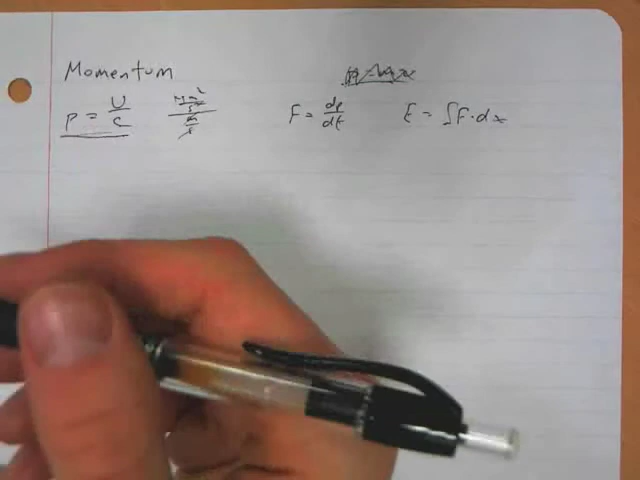 Momentum
p = U/c   F = dp/dt   E = ∫F·dx